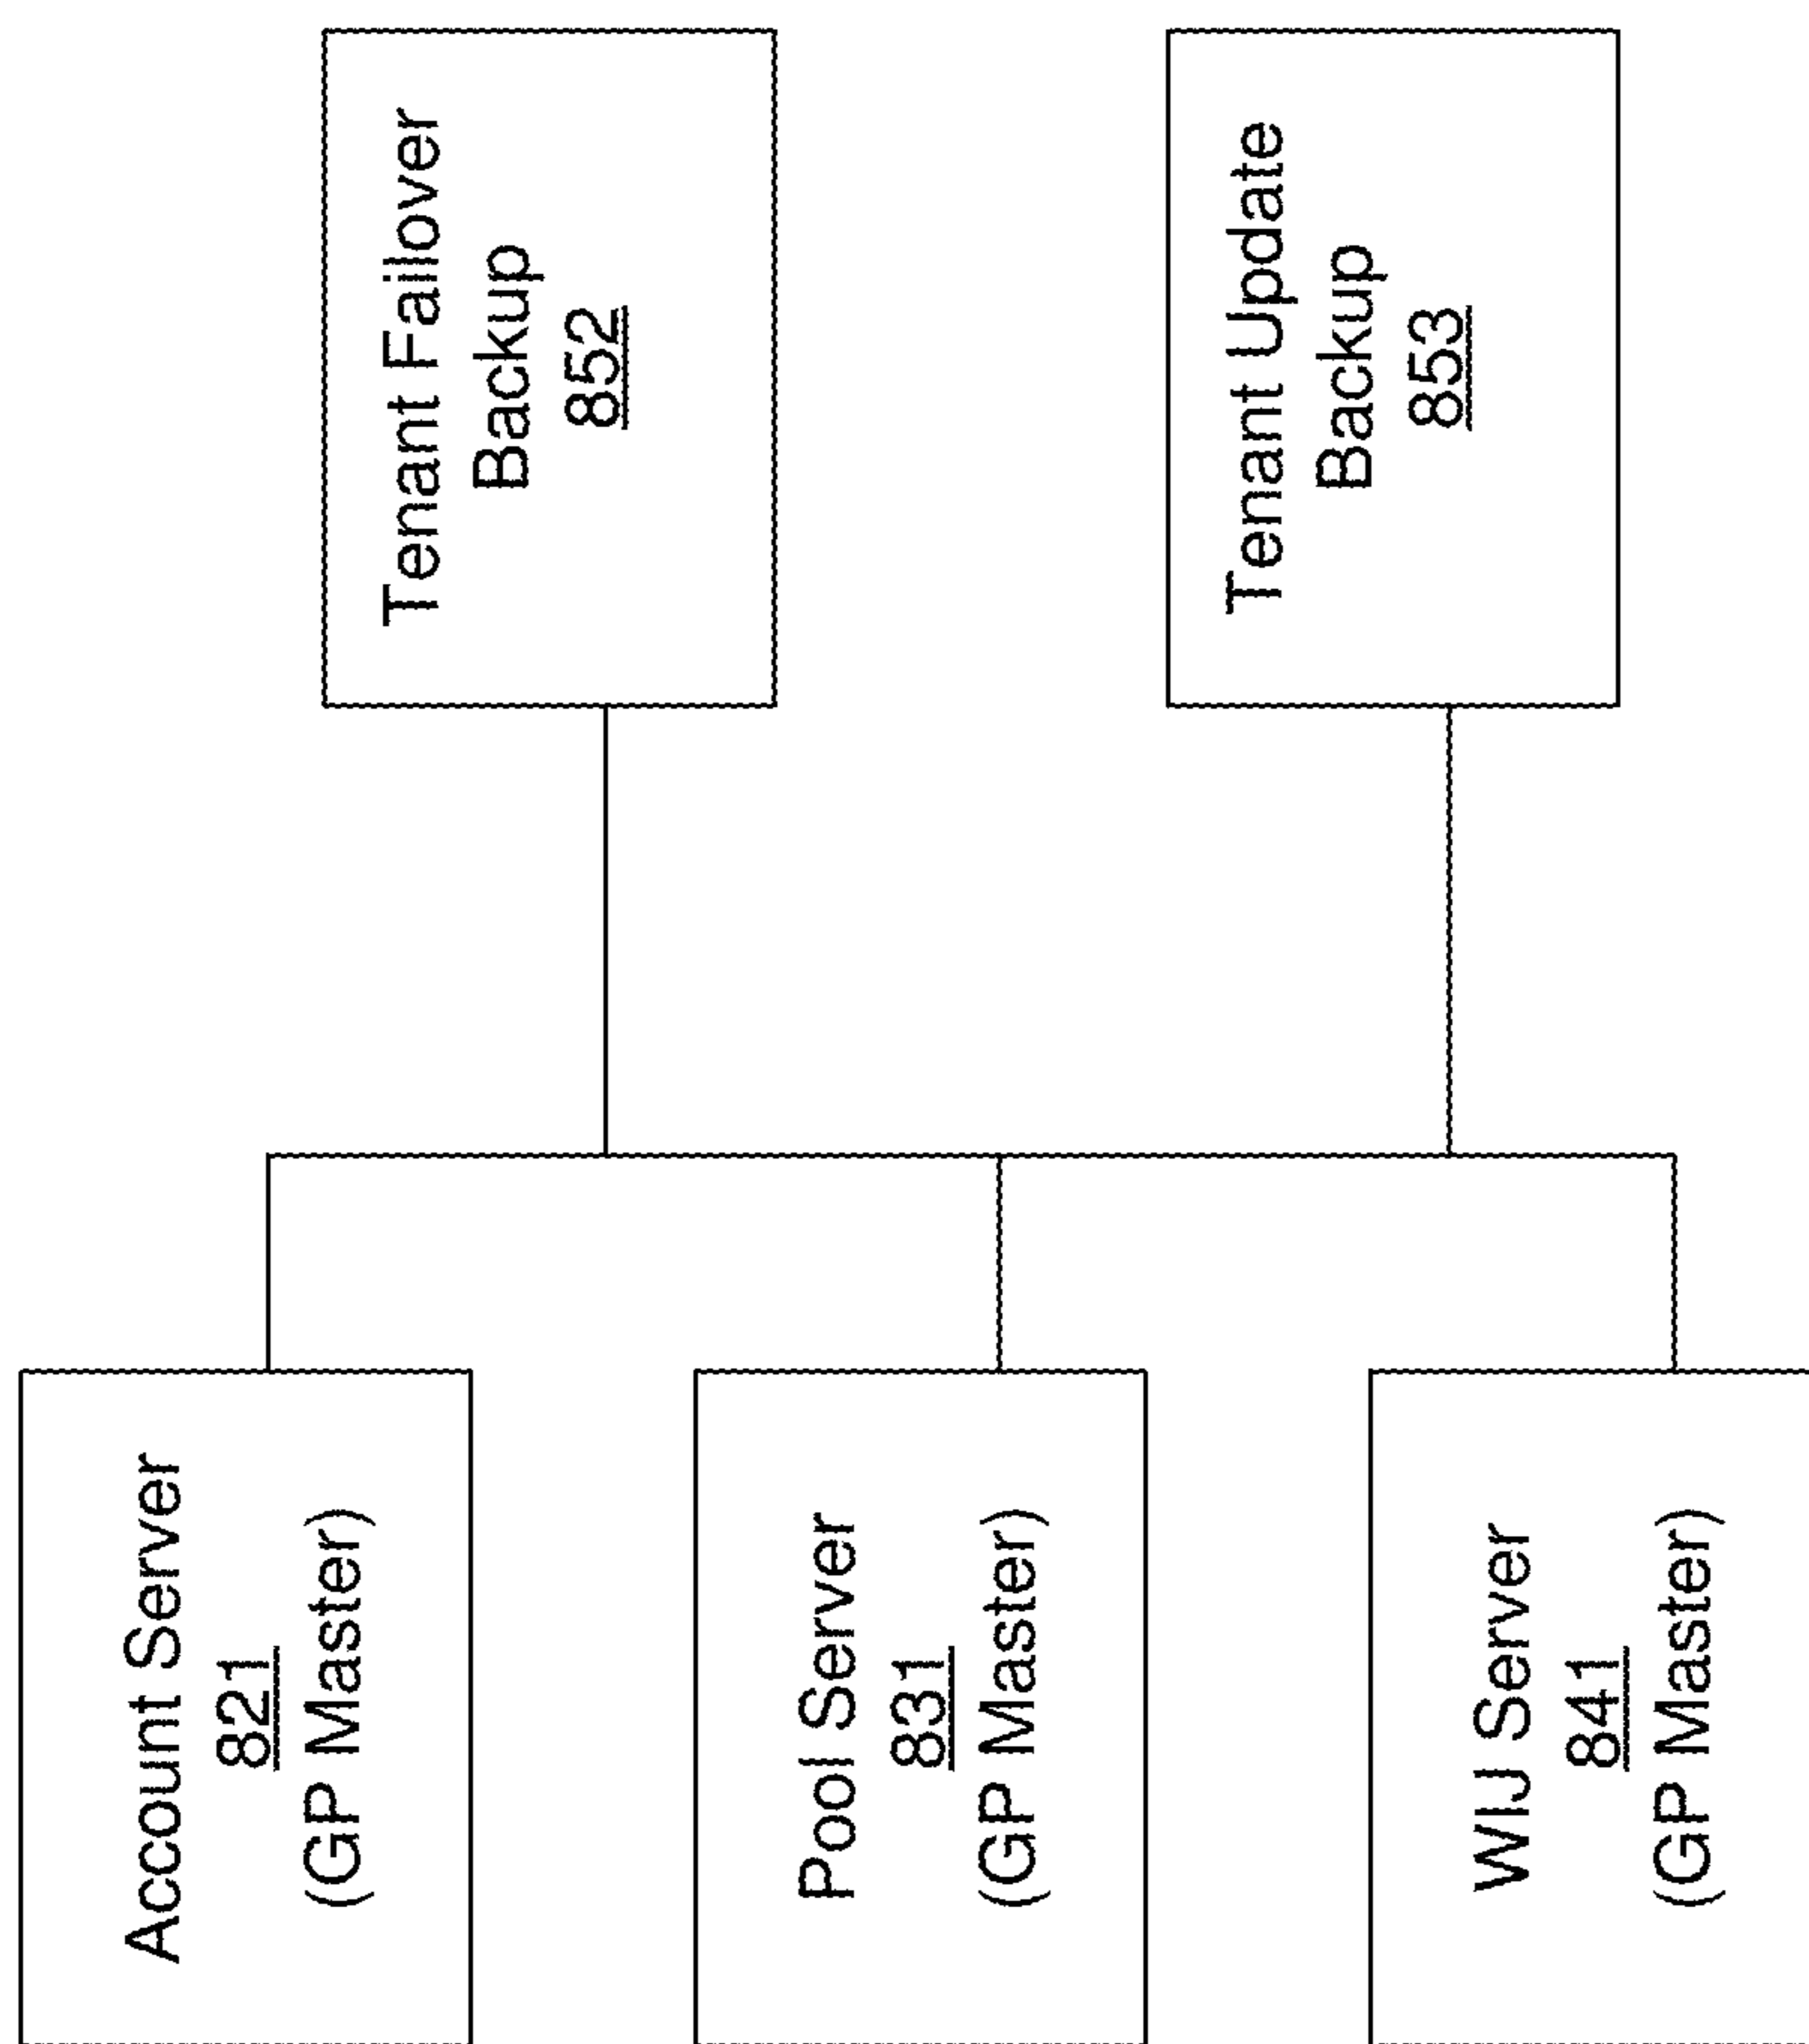 Account Server
821
(GP Master)
Pool Server
831
(GP Master)
WIJ Server
841
(GP Master)
Tenant Failover
Backup
852
Tenant Update
Backup
853